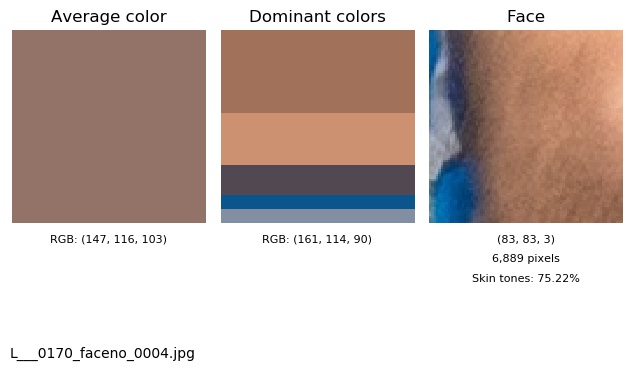 Average color
Dominant colors
Face
RGB: (147, 116, 103)
RGB: (161, 114, 90)
(83, 83, 3)
6,889 pixels
Skin tones: 75.22%
L___0170_faceno_0004.jpg